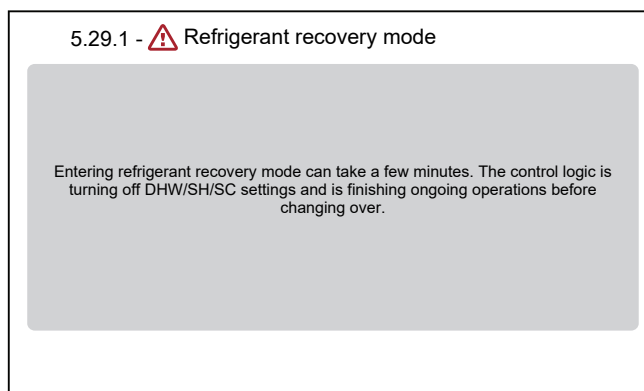 5.29.1 - Refrigerant recovery mode
Entering refrigerant recovery mode can take a few minutes. The control logic is
turning off DHW/SH/SC settings and is finishing ongoing operations before
changing over.